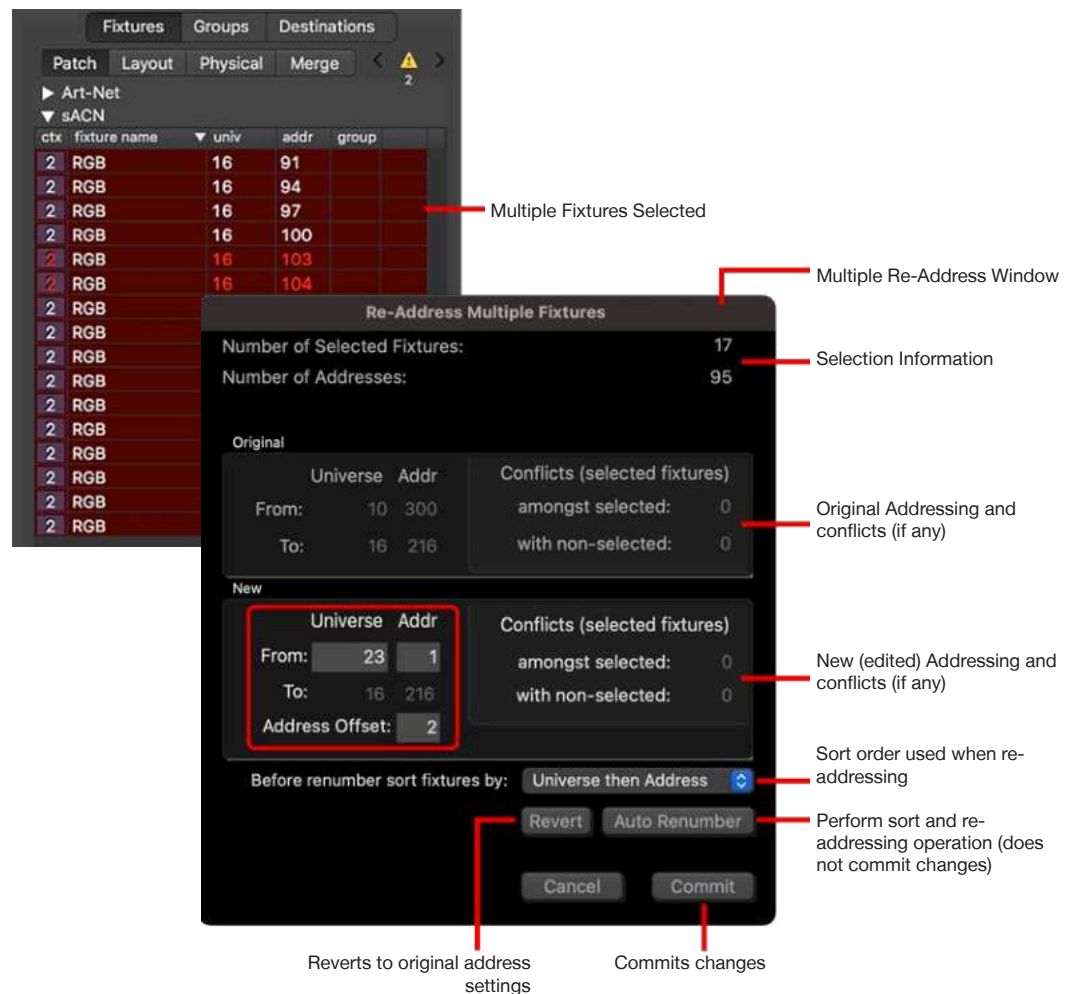 Fixtures Groups Destinations
Patch Layout Physical Merge < >
2
▶ Art-Net
▼ sACN
ctx fixture name ▼ univ addr group
2 RGB 16 91
2 RGB 16 94
2 RGB 16 97
2 RGB 16 100
2 RGB 16 103
2 RGB 16 104
2 RGB
2 RGB
2 RGB
2 RGB
2 RGB
2 RGB
2 RGB
2 RGB
2 RGB
2 RGB
Multiple Fixtures Selected
Multiple Re-Address Window
Re-Address Multiple Fixtures
Number of Selected Fixtures: 17
Number of Addresses: 95
Selection Information
Original
Universe Addr
From: 10 300
To: 16 216
Conflicts (selected fixtures)
amongst selected: 0
with non-selected: 0
Original Addressing and
conflicts (if any)
New
Universe Addr
From: 23 1
To: 16 216
Address Offset: 2
Conflicts (selected fixtures)
amongst selected: 0
with non-selected: 0
New (edited) Addressing and
conflicts (if any)
Before renumber sort fixtures by: Universe then Address
Sort order used when re-
addressing
Revert Auto Renumber
Perform sort and re-
addressing operation (does
not commit changes)
Cancel Commit
Reverts to original address
settings
Commits changes